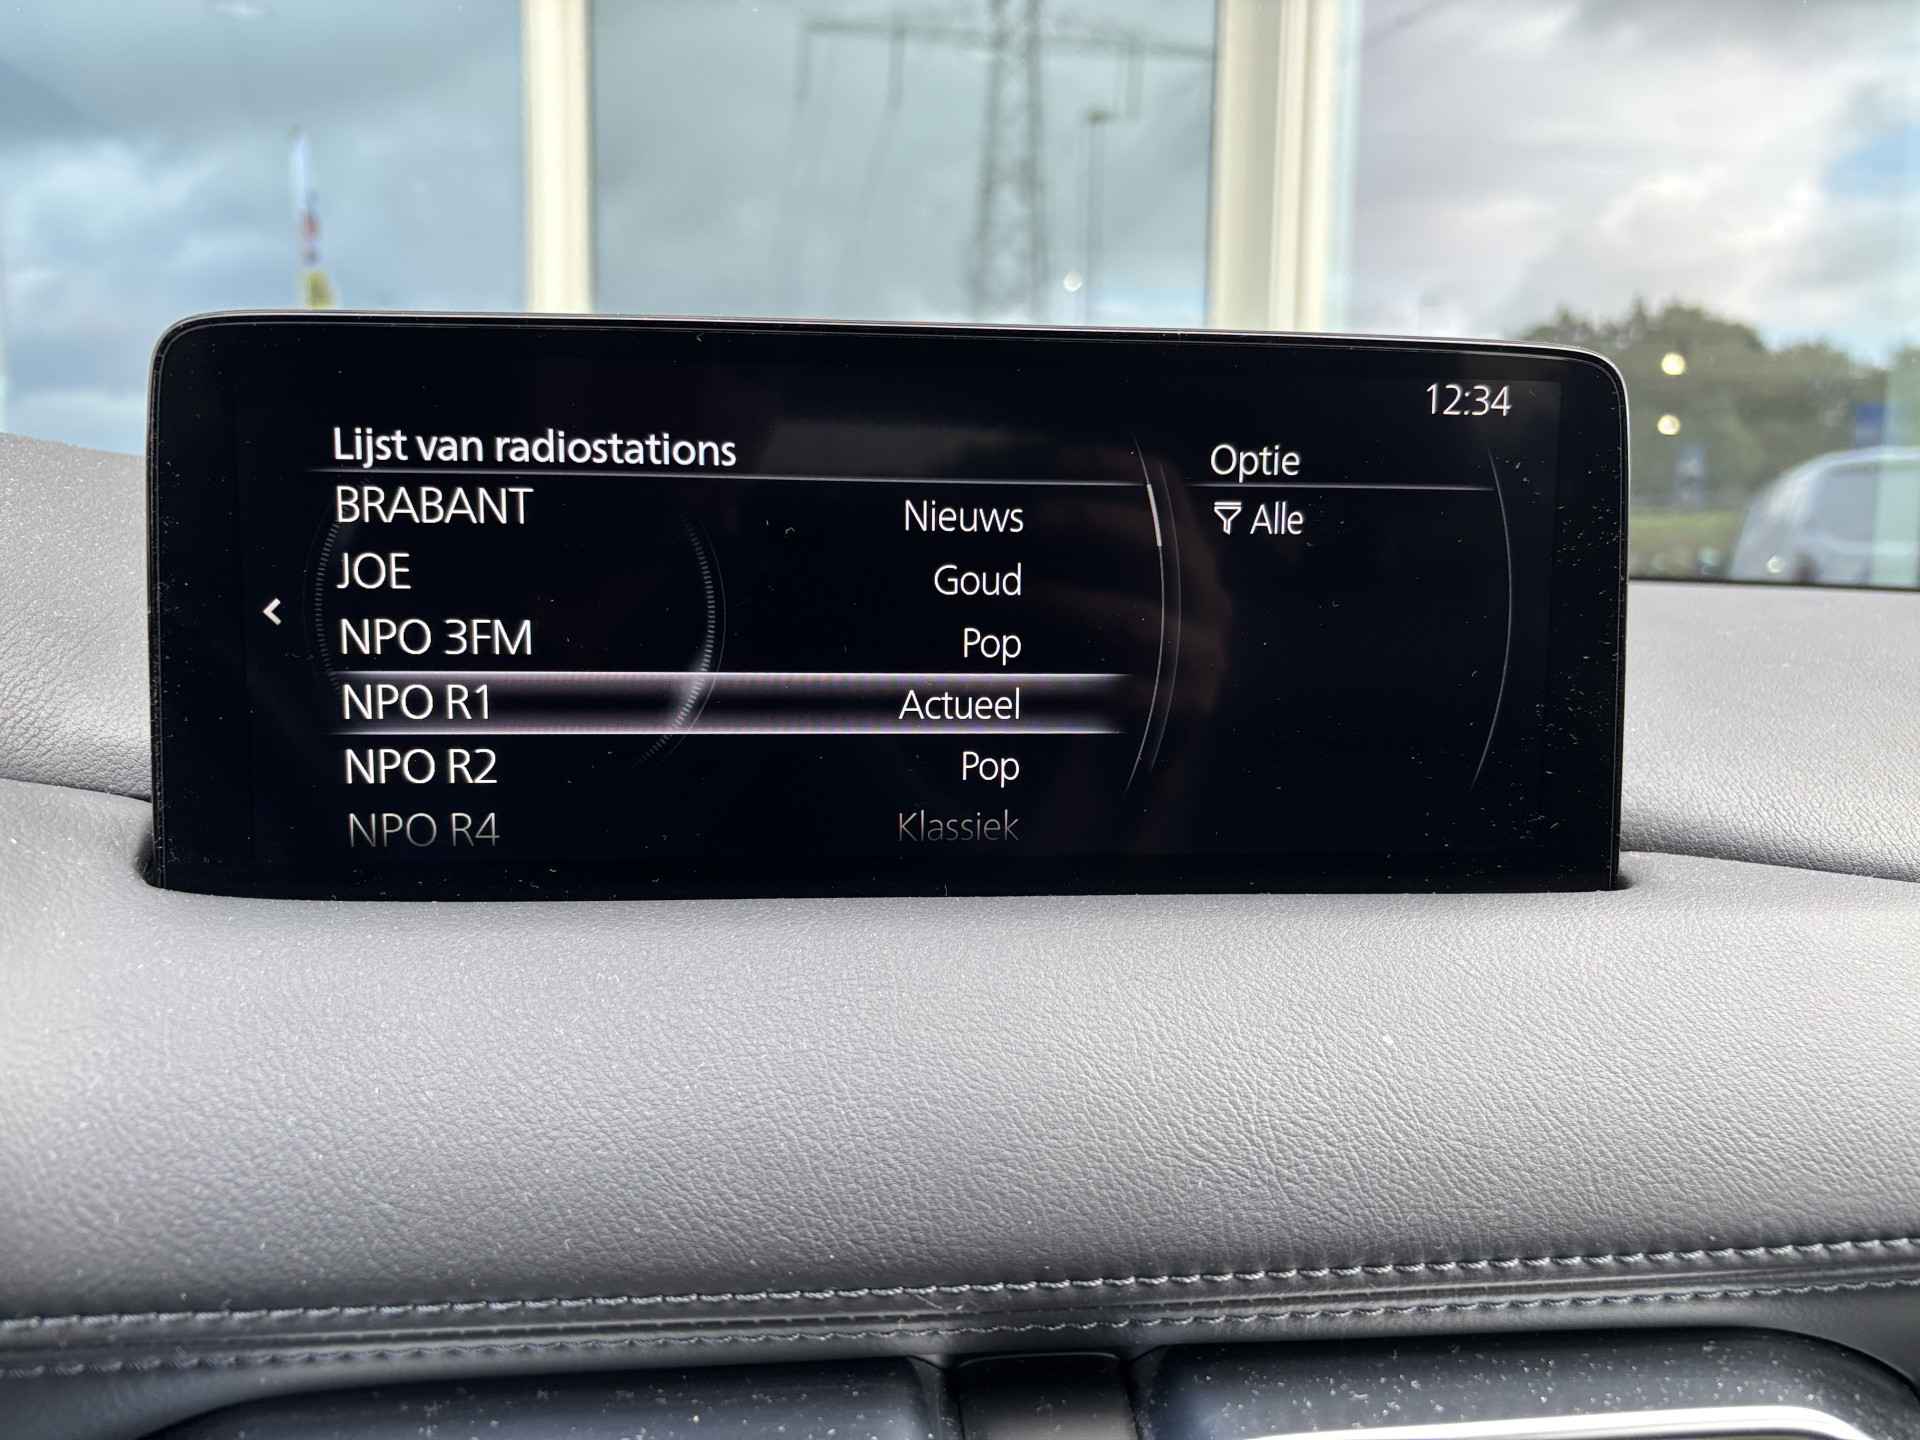 12:34
Lijst van radiostations
Optie
BRABANT Nieuws
Alle
JOE Goud
NPO 3FM Pop
NPO R1 Actueel
NPO R2 Pop
NPO R4 Klassiek